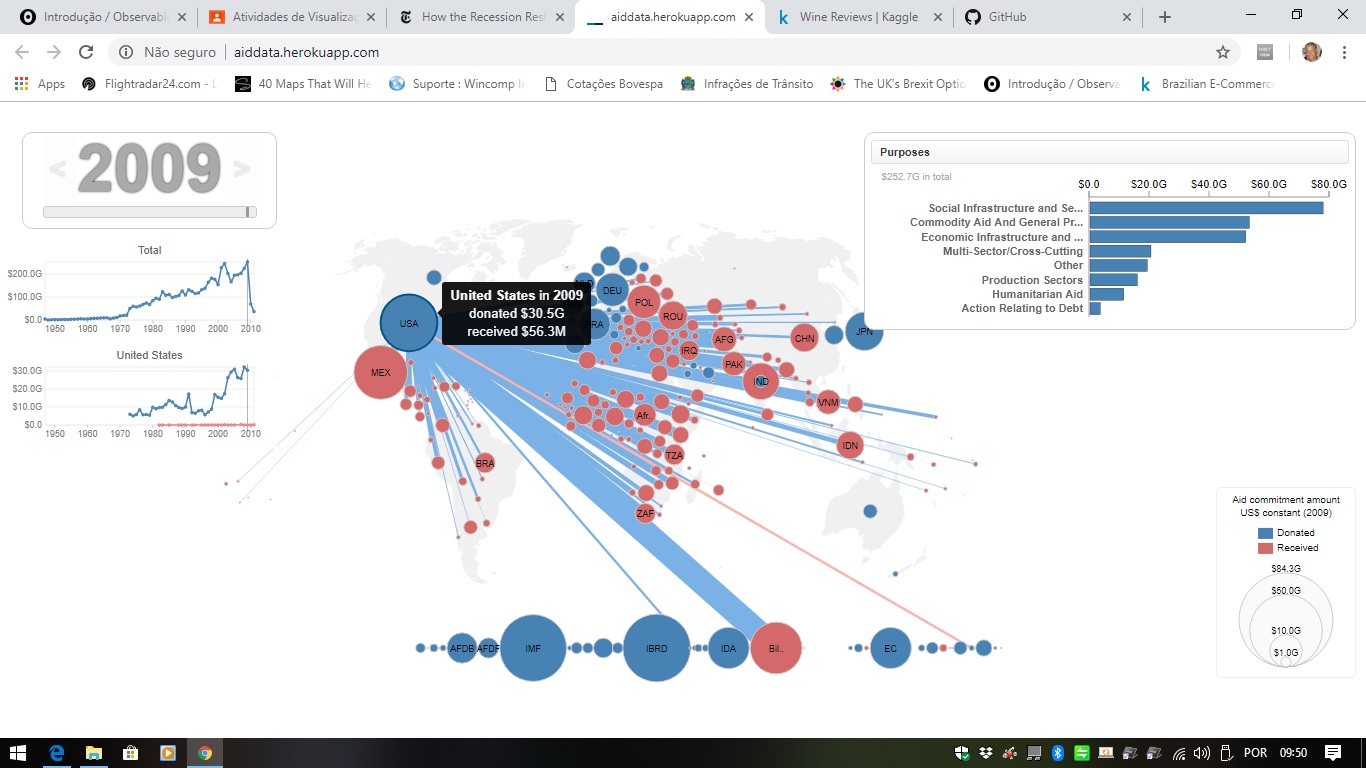 Introdução / Observable
Atividades de Visualizaç
How the Recession Resh
aiddata.herokuapp.com
Wine Reviews | Kaggle
GitHub
Não seguro
aiddata.herokuapp.com
Apps
Flightradar24.com - L
40 Maps That Will He
Suporte : Wincomp In
Cotações Bovespa
Infrações de Trânsito
The UK's Brexit Optio
Introdução / Observa
Brazilian E-Commerce
< 2009 >
Total
$200.0G
$100.0G
$0.0
1950 1960 1970 1980 1990 2000 2010
United States
$30.0G
$20.0G
$10.0G
$0.0
1950 1960 1970 1980 1990 2000 2010
United States in 2009
donated $30.5G
received $56.3M
USA
MEX
BRA
DEU
POL
ROU
FRA
IRQ
AFG
PAK
IND
CHN
JPN
VNM
IDN
Afr..
TZA
ZAF
AFDB
AFDF
IMF
IBRD
IDA
Bil..
EC
Purposes
$252.7G in total
$0.0 $20.0G $40.0G $60.0G $80.0G
Social Infrastructure and Se...
Commodity Aid And General Pr...
Economic Infrastructure and ...
Multi-Sector/Cross-Cutting
Other
Production Sectors
Humanitarian Aid
Action Relating to Debt
Aid commitment amount
US$ constant (2009)
Donated
Received
$84.3G
$50.0G
$10.0G
$1.0G
POR
09:50